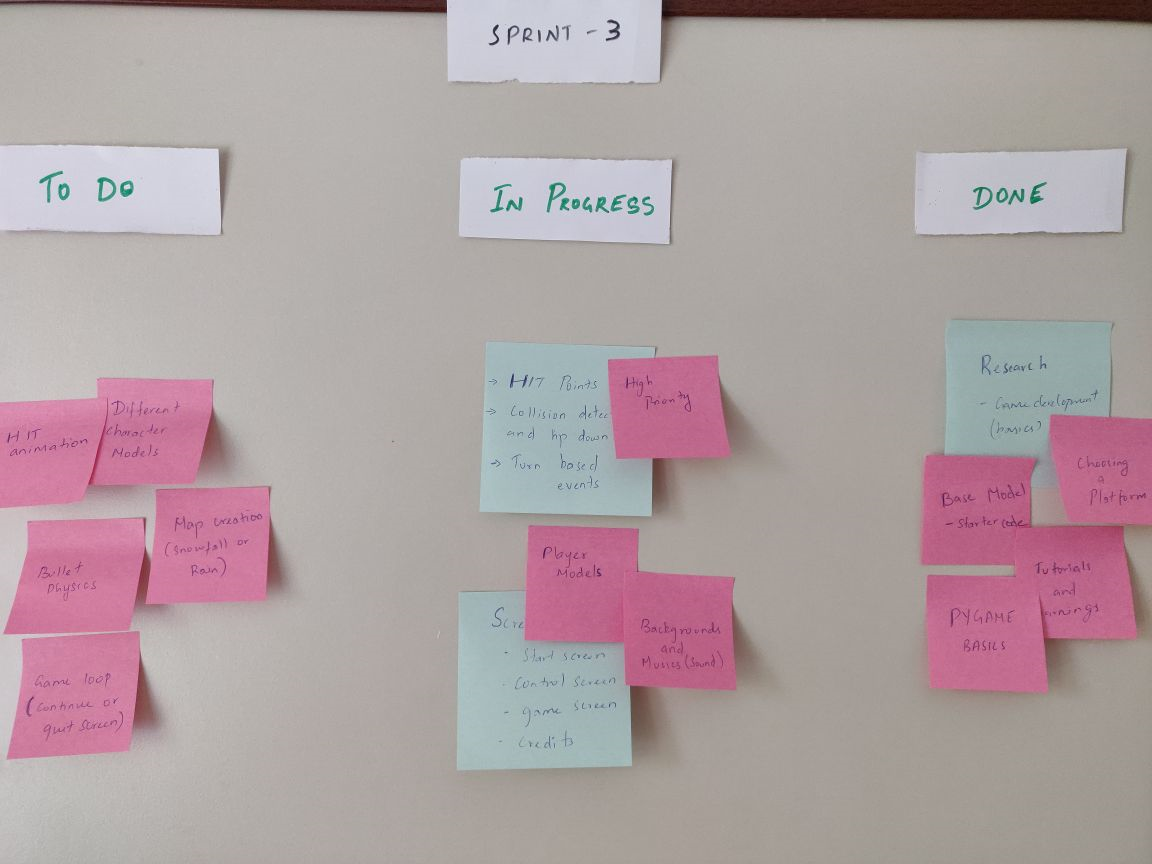 SPRINT - 3
TO DO
HIT
animation
Different
character
Models
Map creation
(snowfall or
Rain)
Bullet
physics
Game loop
(continue or
quit screen)
IN PROGRESS
→ HIT Points
→ Collision detec
and hp down
→ Turn based
events
High
Priority
Player
Models
Backgrounds
and
Musics (sound)
Scre
- Start screen
- Control screen
- game screen
- credits
DONE
Research
- Game development
(basics)
Choosing
a
Platform
Base Model
- starter code
Tutorials
and
arnings
PYGAME
BASICS